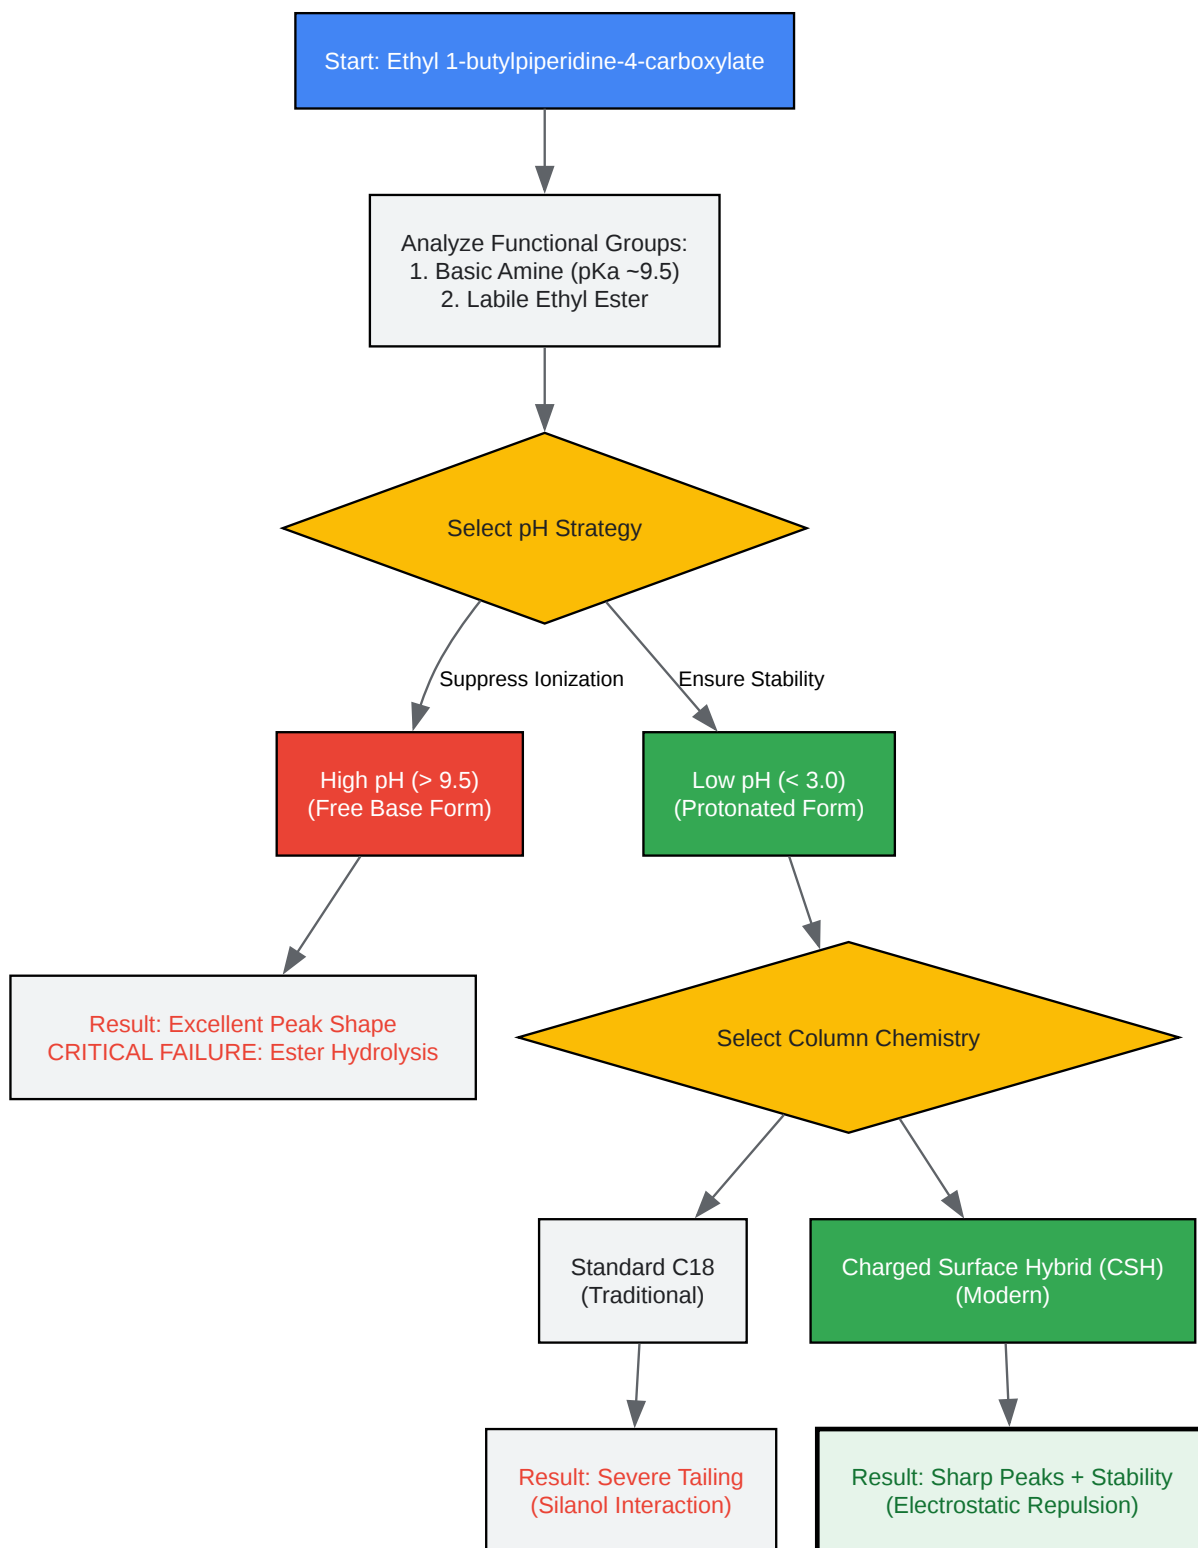 Start: Ethyl 1-butylpiperidine-4-carboxylate
Analyze Functional Groups:
1. Basic Amine (pKa ~9.5)
2. Labile Ethyl Ester
Select pH Strategy
Suppress Ionization
Ensure Stability
High pH (> 9.5)
(Free Base Form)
Low pH (< 3.0)
(Protonated Form)
Result: Excellent Peak Shape
CRITICAL FAILURE: Ester Hydrolysis
Select Column Chemistry
Standard C18
(Traditional)
Charged Surface Hybrid (CSH)
(Modern)
Result: Severe Tailing
(Silanol Interaction)
Result: Sharp Peaks + Stability
(Electrostatic Repulsion)